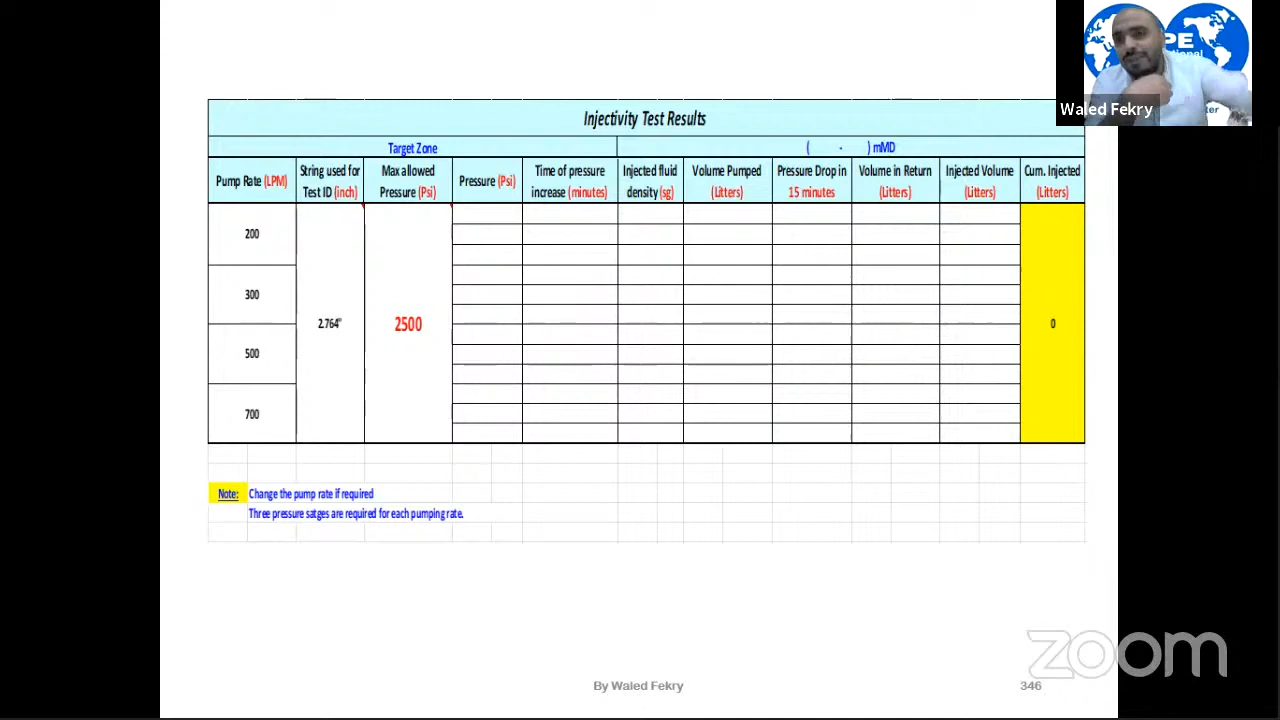 PE
Waled Fekry
Injectivity Test Results
Target Zone
( - ) mMD
Pump Rate (LPM)
String used for
Test ID (inch)
Max allowed
Pressure (Psi)
Pressure (Psi)
Time of pressure
increase (minutes)
Injected fluid
density (sg)
Volume Pumped
(Litters)
Pressure Drop in
15 minutes
Volume in Return
(Litters)
Injected Volume
(Litters)
Cum. Injected
(Litters)
200
300
500
700
2.764"
2500
0
Note: Change the pump rate if required
Three pressure satges are required for each pumping rate.
zoom
By Waled Fekry
346